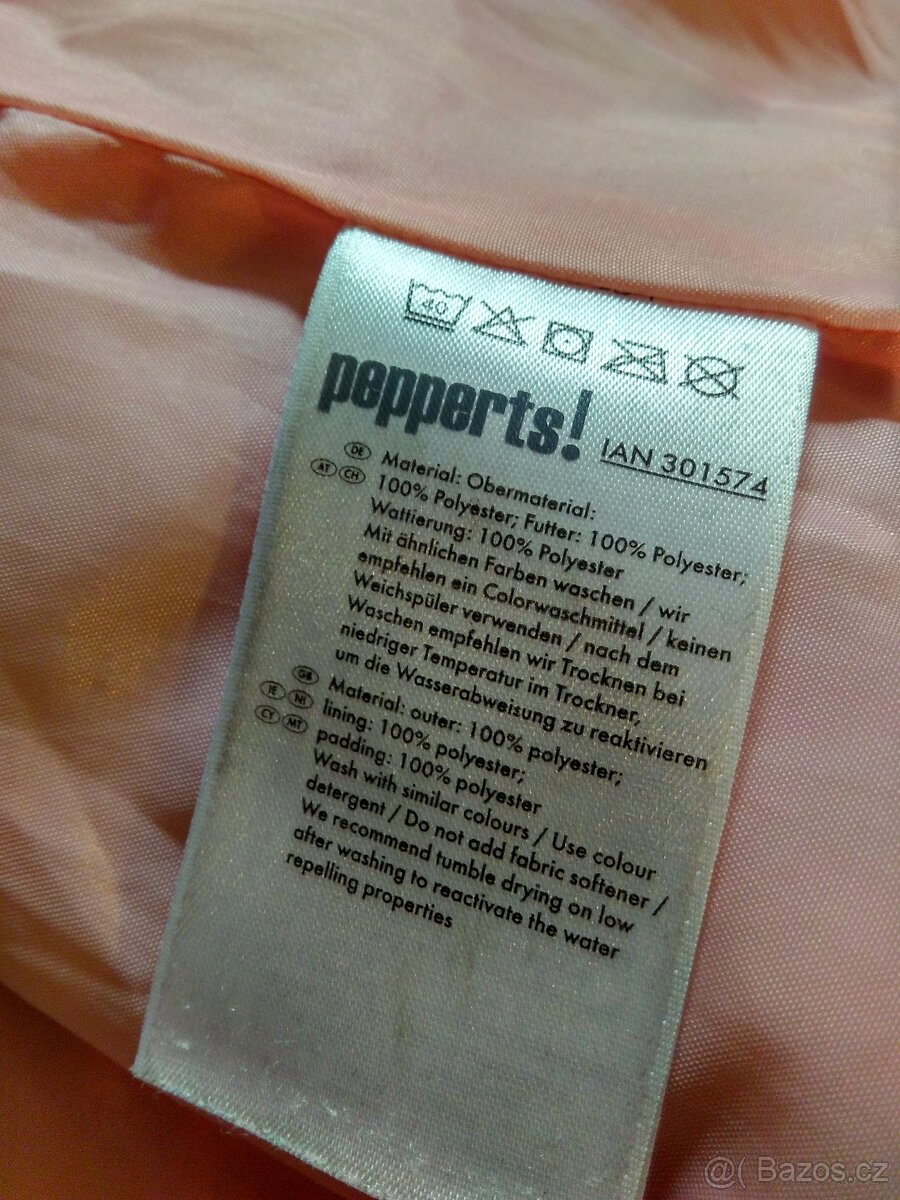 40
pepperts!
IAN 301574
DE Material: Obermaterial:
AT CH 100% Polyester; Futter: 100% Polyester;
Wattierung: 100% Polyester
Mit ähnlichen Farben waschen / wir
empfehlen ein Colorwaschmittel / keinen
Weichspüler verwenden / nach dem
Waschen empfehlen wir Trocknen bei
niedriger Temperatur im Trockner,
um die Wasserabweisung zu reaktivieren
GB Material: outer: 100% polyester;
IE NI lining: 100% polyester;
CY MT padding: 100% polyester
Wash with similar colours / Use colour
detergent / Do not add fabric softener /
We recommend tumble drying on low
after washing to reactivate the water
repelling properties
@( Bazos.cz